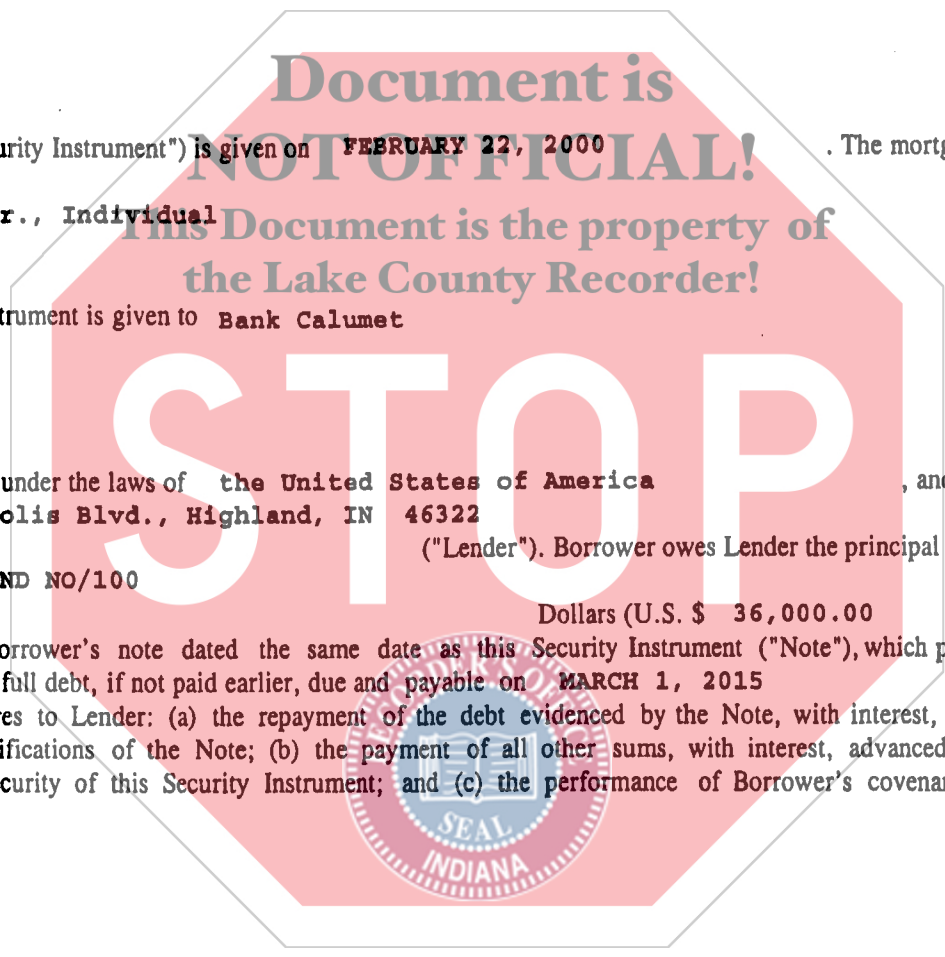 Document is
urity Instrument") is given on FEBRUARY 22, 2000 . The mortg
NOT OFFICIAL!
r., Individual
This Document is the property of
the Lake County Recorder!
trument is given to Bank Calumet
STOP
under the laws of the United States of America , and
olis Blvd., Highland, IN 46322
("Lender"). Borrower owes Lender the principal
ND NO/100
Dollars (U.S. $ 36,000.00
orrower's note dated the same date as this Security Instrument ("Note"), which p
full debt, if not paid earlier, due and payable on MARCH 1, 2015
res to Lender: (a) the repayment of the debt evidenced by the Note, with interest,
ifications of the Note; (b) the payment of all other sums, with interest, advanced
curity of this Security Instrument; and (c) the performance of Borrower's covenan
RECORDER'S OFFICE
SEAL
INDIANA